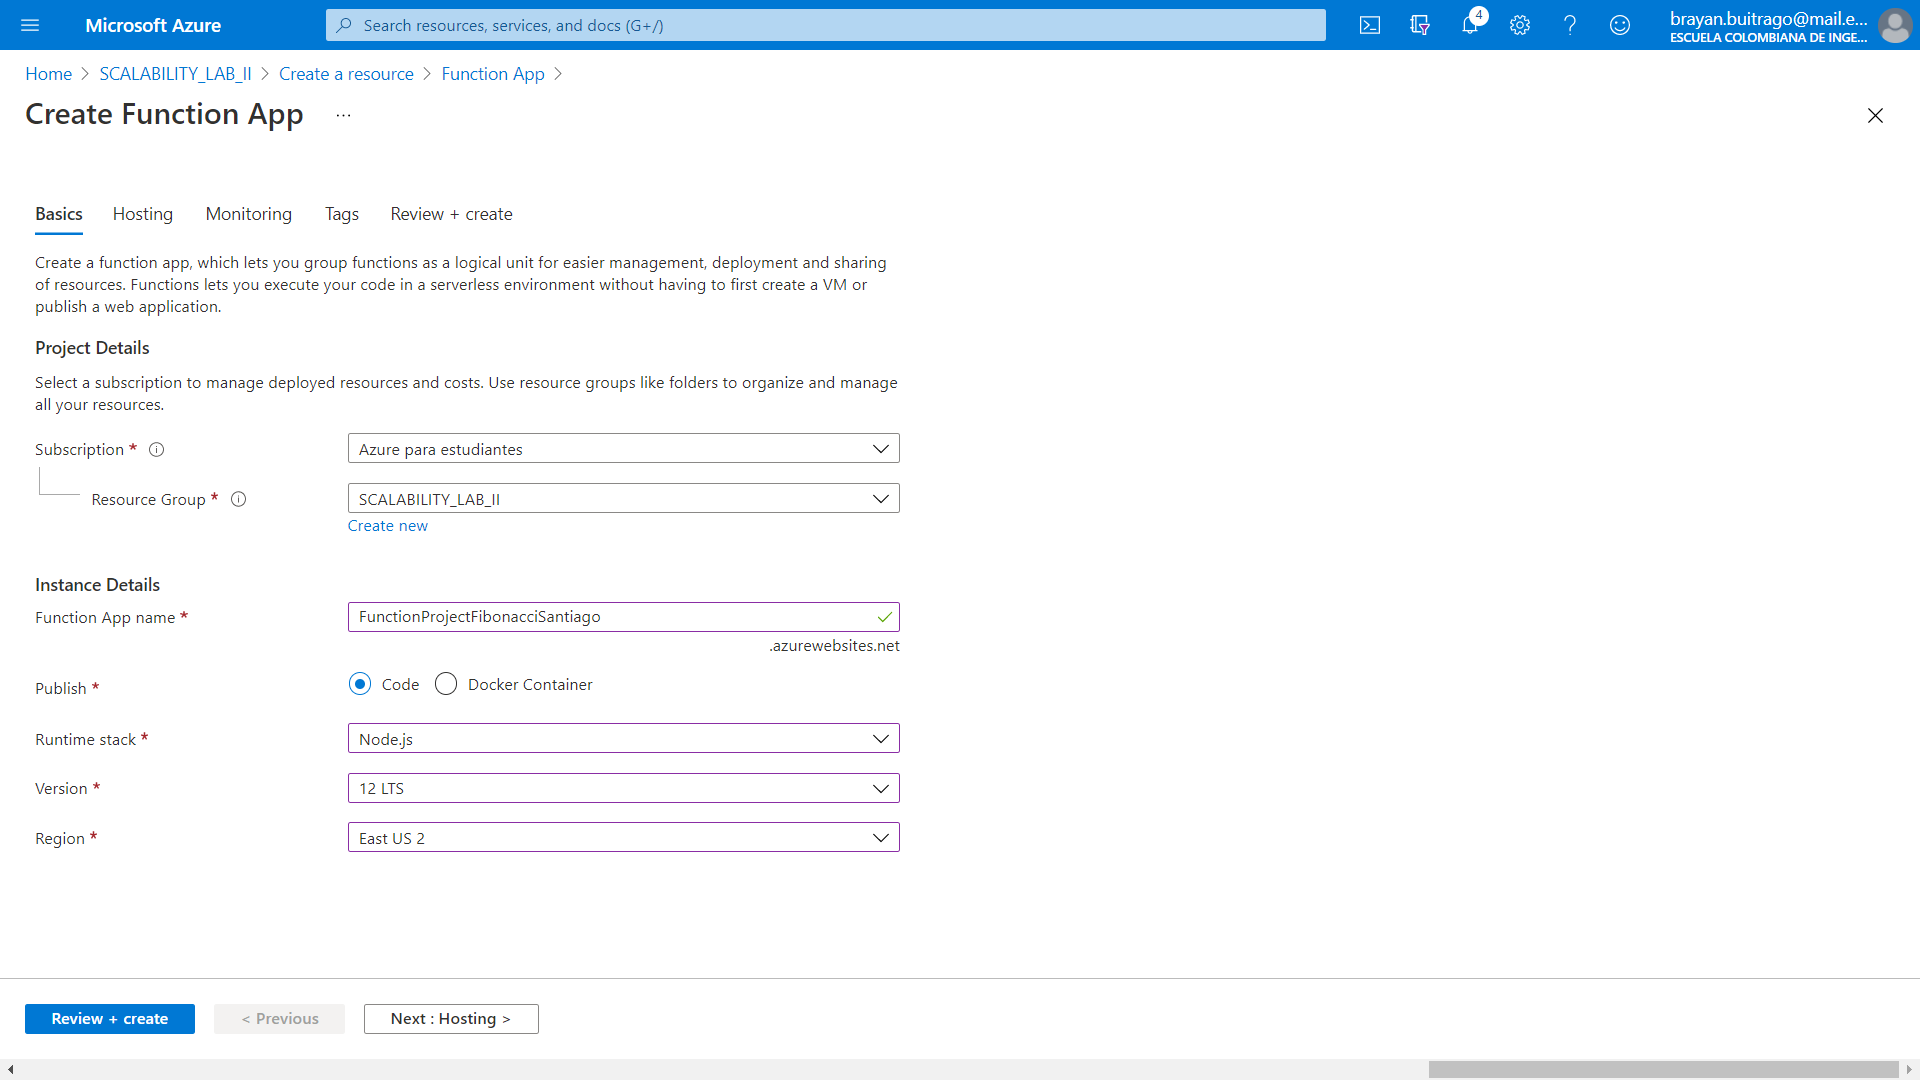 Microsoft Azure
Search resources, services, and docs (G+/)
4
brayan.buitrago@mail.e...
ESCUELA COLOMBIANA DE INGE...
Home > SCALABILITY_LAB_II > Create a resource > Function App >
Create Function App ...
Basics Hosting Monitoring Tags Review + create
Create a function app, which lets you group functions as a logical unit for easier management, deployment and sharing
of resources. Functions lets you execute your code in a serverless environment without having to first create a VM or
publish a web application.
Project Details
Select a subscription to manage deployed resources and costs. Use resource groups like folders to organize and manage
all your resources.
Subscription * Azure para estudiantes
Resource Group * SCALABILITY_LAB_II
Create new
Instance Details
Function App name * FunctionProjectFibonacciSantiago
.azurewebsites.net
Publish * Code Docker Container
Runtime stack * Node.js
Version * 12 LTS
Region * East US 2
Review + create < Previous Next : Hosting >